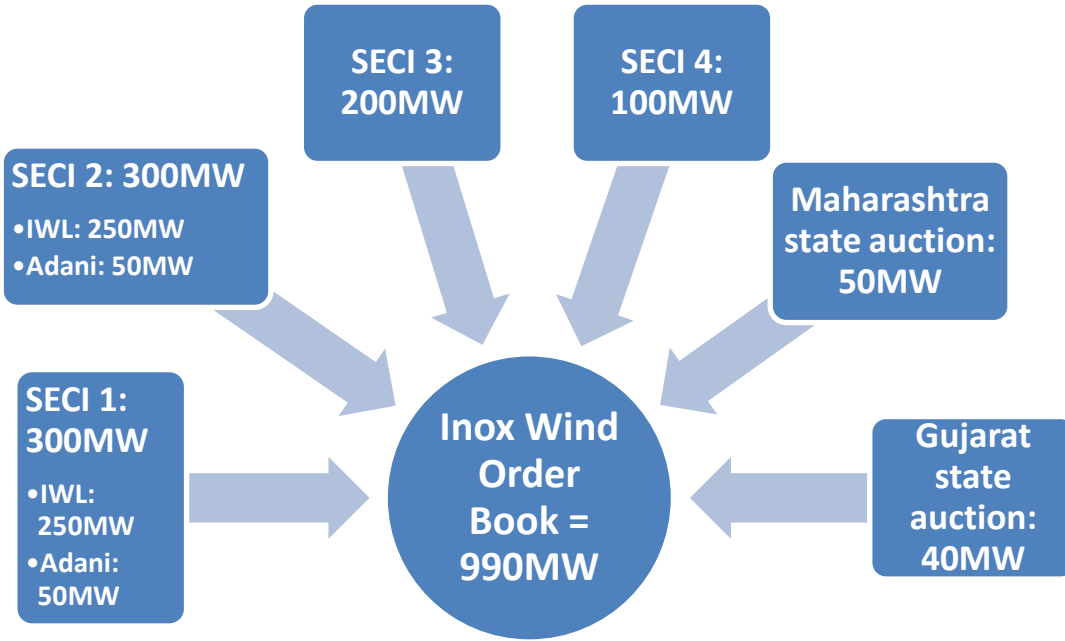 SECI 3:
200MW
SECI 4:
100MW
SECI 2: 300MW
•IWL: 250MW
•Adani: 50MW
Maharashtra
state auction:
50MW
SECI 1:
300MW
•IWL:
250MW
•Adani:
50MW
Inox Wind
Order
Book =
990MW
Gujarat
state
auction:
40MW